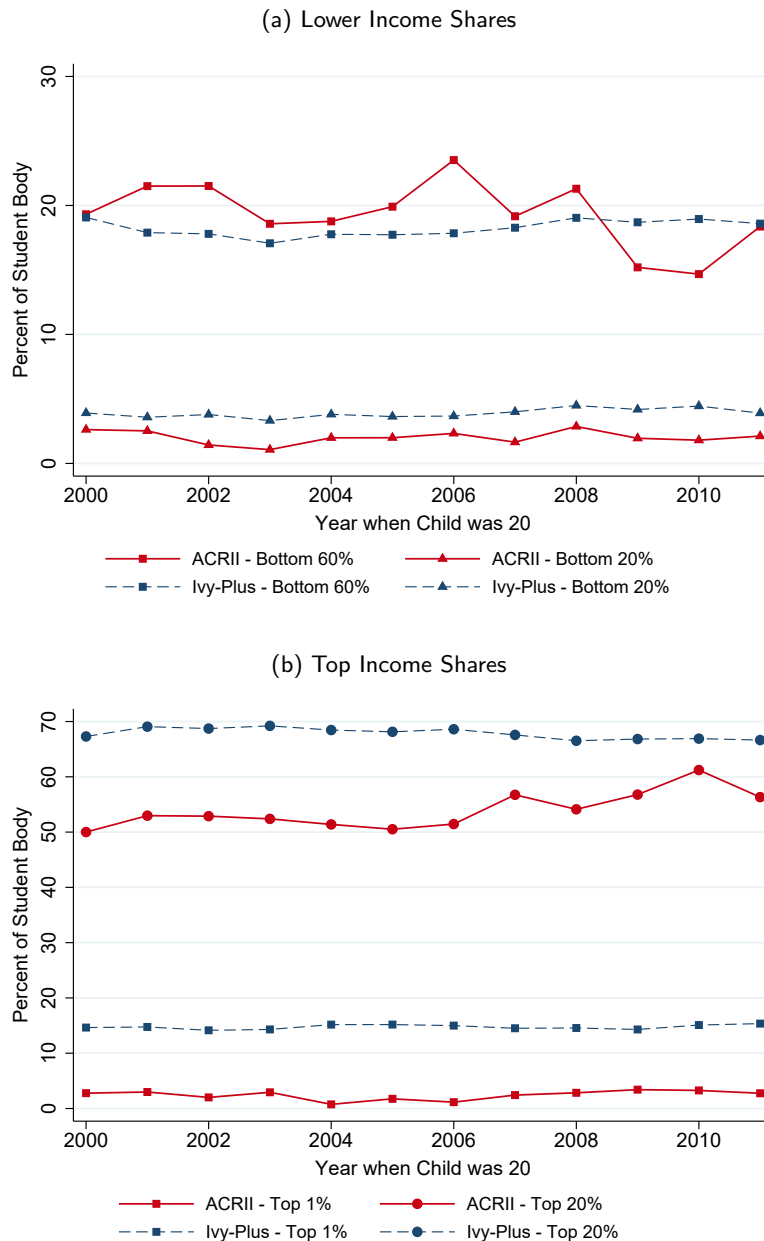 (a) Lower Income Shares
30
20
10
0
Percent of Student Body
2000 2002 2004 2006 2008 2010
Year when Child was 20
ACRII - Bottom 60% ACRII - Bottom 20%
Ivy-Plus - Bottom 60% Ivy-Plus - Bottom 20%
(b) Top Income Shares
70
60
50
40
30
20
10
0
Percent of Student Body
2000 2002 2004 2006 2008 2010
Year when Child was 20
ACRII - Top 1% ACRII - Top 20%
Ivy-Plus - Top 1% Ivy-Plus - Top 20%